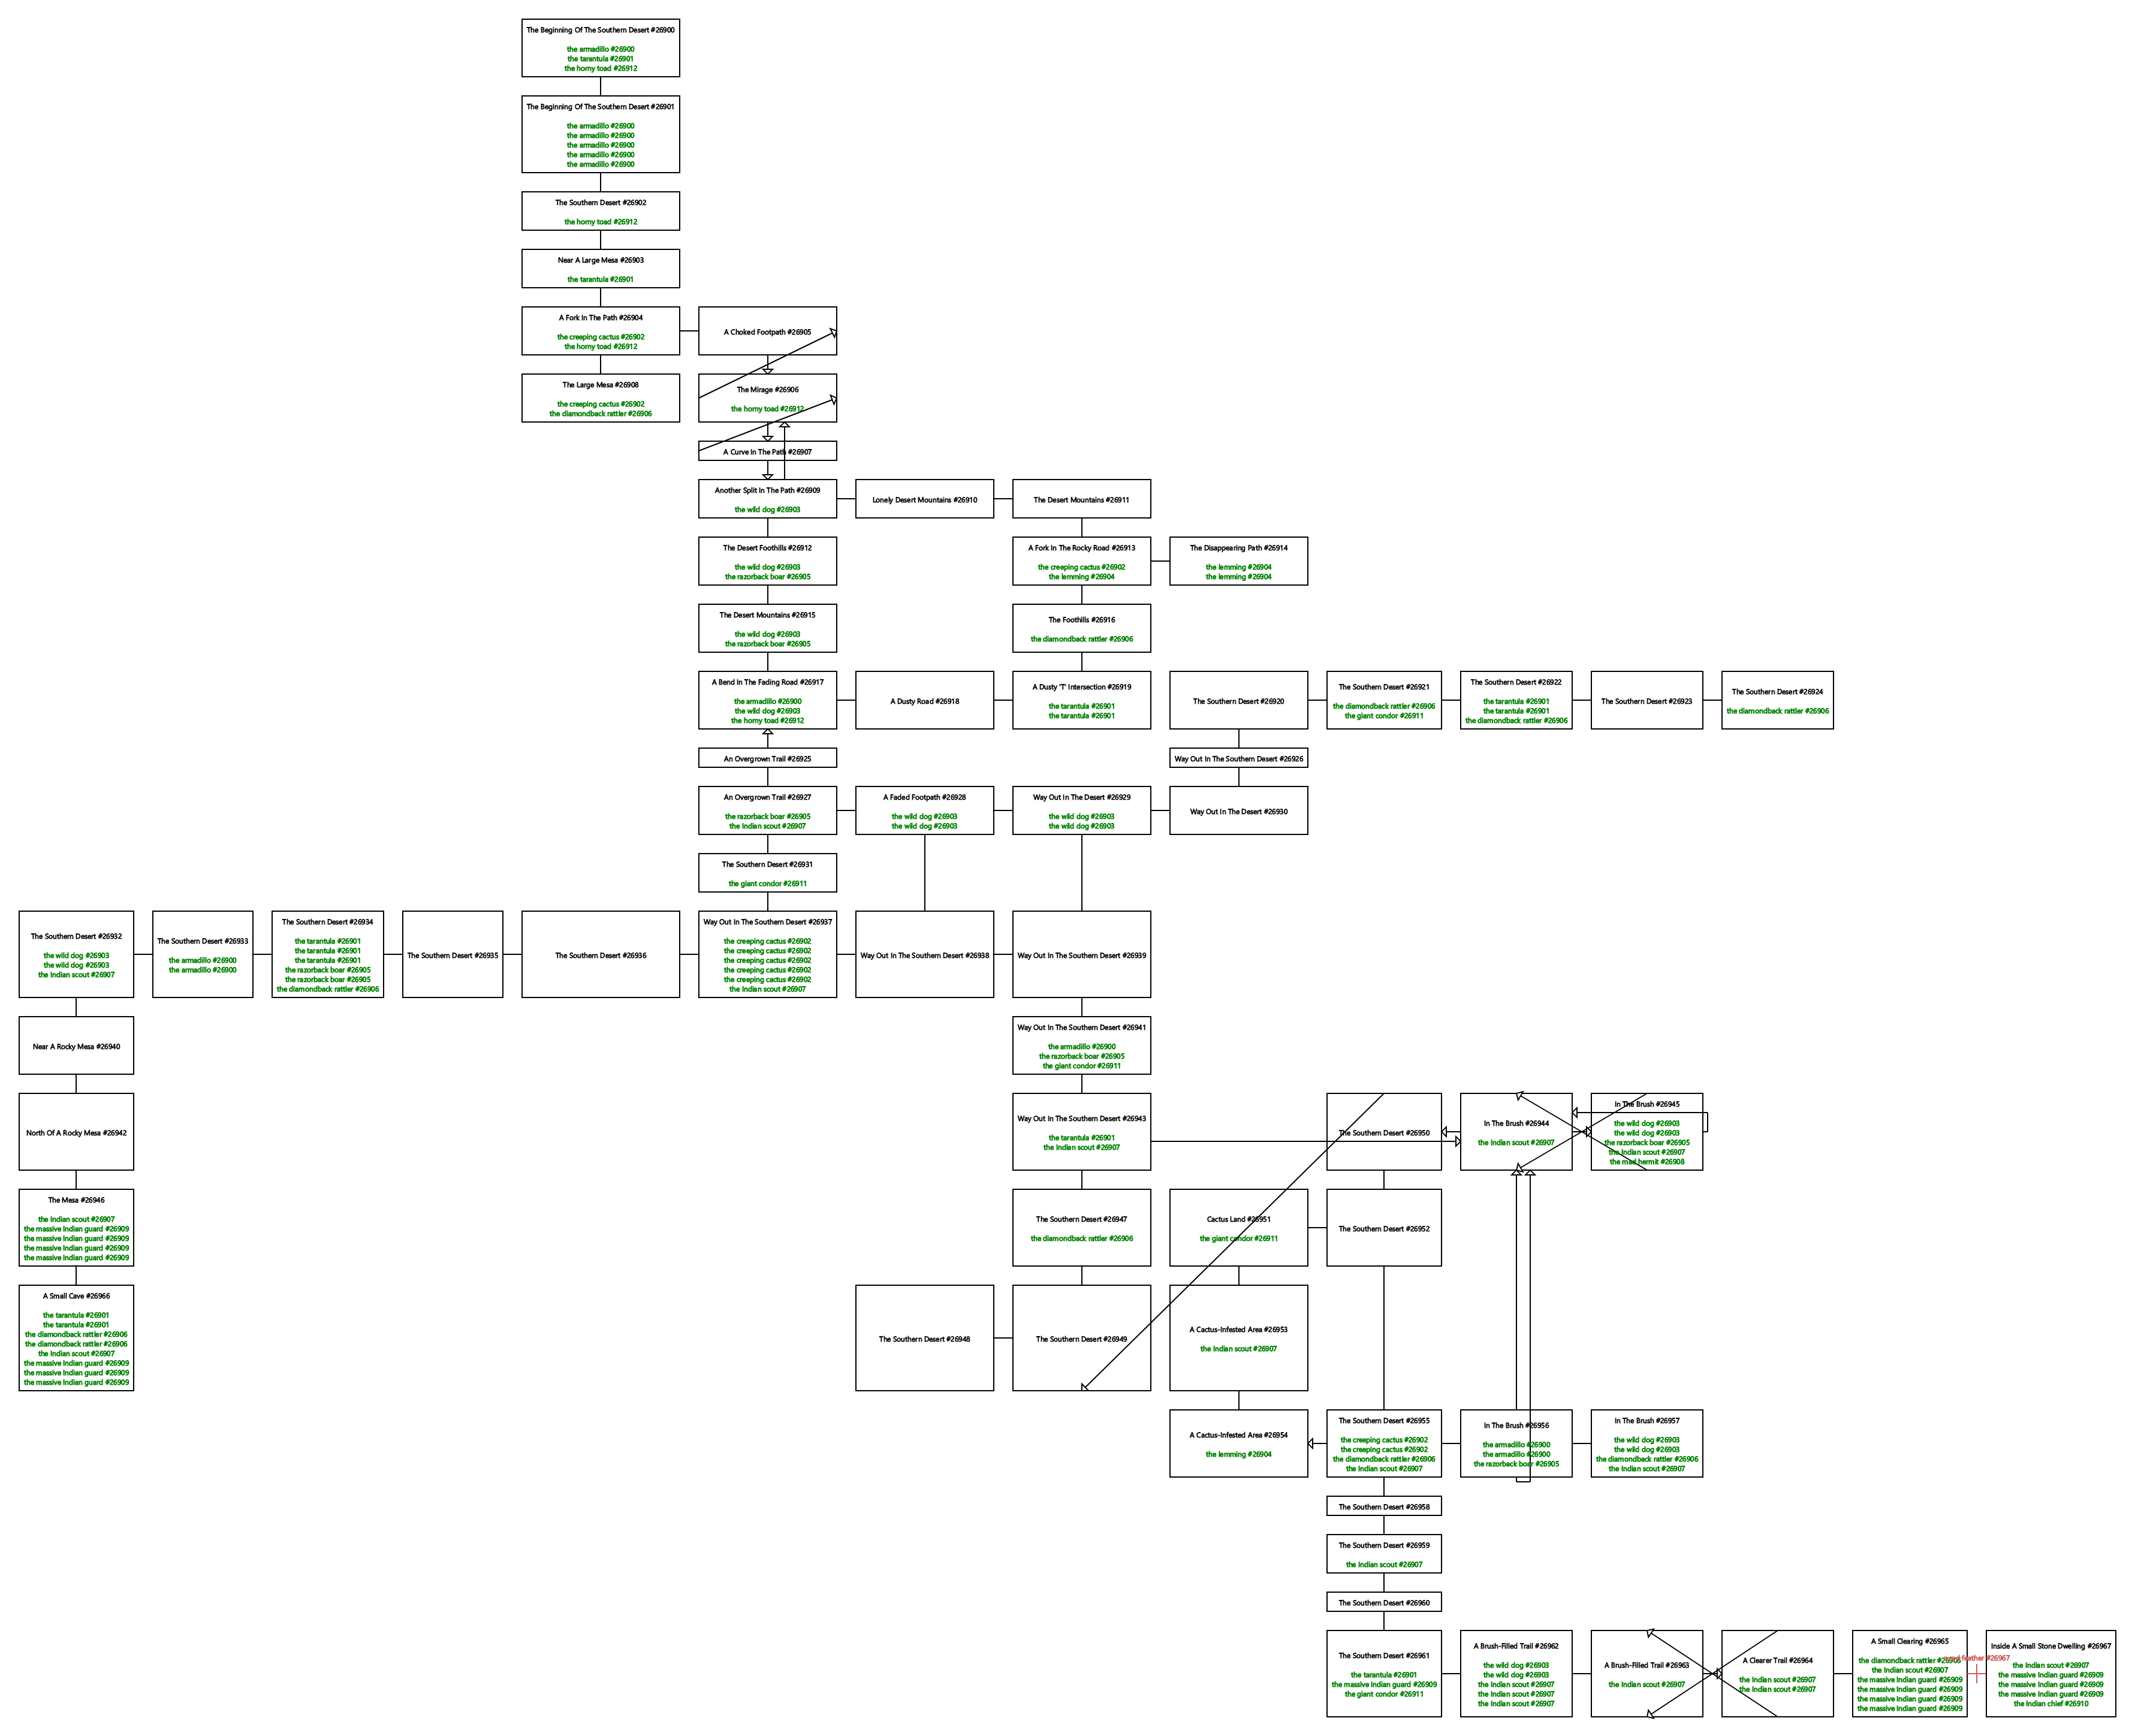 The Beginning Of The Southern Desert #26900
the armadillo #26900
the tarantula #26901
the horny toad #26912
The Beginning Of The Southern Desert #26901
the armadillo #26900
the armadillo #26900
the armadillo #26900
the armadillo #26900
the armadillo #26900
The Southern Desert #26902
the horny toad #26912
Near A Large Mesa #26903
the tarantula #26901
A Fork In The Path #26904
the creeping cactus #26902
the horny toad #26912
A Choked Footpath #26905
The Large Mesa #26908
the creeping cactus #26902
the diamondback rattler #26906
The Mirage #26906
the horny toad #26912
A Curve In The Path #26907
Another Split In The Path #26909
the wild dog #26903
Lonely Desert Mountains #26910
The Desert Mountains #26911
The Desert Foothills #26912
the wild dog #26903
the razorback boar #26905
A Fork In The Rocky Road #26913
the creeping cactus #26902
the lemming #26904
The Disappearing Path #26914
the lemming #26904
the lemming #26904
The Desert Mountains #26915
the wild dog #26903
the razorback boar #26905
The Foothills #26916
the diamondback rattler #26906
A Bend In The Fading Road #26917
the armadillo #26900
the wild dog #26903
the horny toad #26912
A Dusty Road #26918
A Dusty 'T' Intersection #26919
the tarantula #26901
the tarantula #26901
The Southern Desert #26920
The Southern Desert #26921
the diamondback rattler #26906
the giant condor #26911
The Southern Desert #26922
the tarantula #26901
the tarantula #26901
the diamondback rattler #26906
The Southern Desert #26923
The Southern Desert #26924
the diamondback rattler #26906
An Overgrown Trail #26925
Way Out In The Southern Desert #26926
An Overgrown Trail #26927
the razorback boar #26905
the Indian scout #26907
A Faded Footpath #26928
the wild dog #26903
the wild dog #26903
Way Out In The Desert #26929
the wild dog #26903
the wild dog #26903
Way Out In The Desert #26930
The Southern Desert #26931
the giant condor #26911
The Southern Desert #26932
the wild dog #26903
the wild dog #26903
the Indian scout #26907
The Southern Desert #26933
the armadillo #26900
the armadillo #26900
The Southern Desert #26934
the tarantula #26901
the tarantula #26901
the tarantula #26901
the razorback boar #26905
the razorback boar #26905
the diamondback rattler #26906
The Southern Desert #26935
The Southern Desert #26936
Way Out In The Southern Desert #26937
the creeping cactus #26902
the creeping cactus #26902
the creeping cactus #26902
the creeping cactus #26902
the creeping cactus #26902
the Indian scout #26907
Way Out In The Southern Desert #26938
Way Out In The Southern Desert #26939
Near A Rocky Mesa #26940
Way Out In The Southern Desert #26941
the armadillo #26900
the razorback boar #26905
the giant condor #26911
North Of A Rocky Mesa #26942
Way Out In The Southern Desert #26943
the tarantula #26901
the Indian scout #26907
The Southern Desert #26950
In The Brush #26944
the Indian scout #26907
In The Brush #26945
the wild dog #26903
the wild dog #26903
the razorback boar #26905
the Indian scout #26907
the mad hermit #26908
The Mesa #26946
the Indian scout #26907
the massive Indian guard #26909
the massive Indian guard #26909
the massive Indian guard #26909
the massive Indian guard #26909
The Southern Desert #26947
the diamondback rattler #26906
Cactus Land #26951
the giant condor #26911
The Southern Desert #26952
A Small Cave #26966
the tarantula #26901
the tarantula #26901
the diamondback rattler #26906
the diamondback rattler #26906
the Indian scout #26907
the massive Indian guard #26909
the massive Indian guard #26909
the massive Indian guard #26909
The Southern Desert #26948
The Southern Desert #26949
A Cactus-Infested Area #26953
the Indian scout #26907
A Cactus-Infested Area #26954
the lemming #26904
The Southern Desert #26955
the creeping cactus #26902
the creeping cactus #26902
the diamondback rattler #26906
the Indian scout #26907
In The Brush #26956
the armadillo #26900
the armadillo #26900
the razorback boar #26905
In The Brush #26957
the wild dog #26903
the wild dog #26903
the diamondback rattler #26906
the Indian scout #26907
The Southern Desert #26958
The Southern Desert #26959
the Indian scout #26907
The Southern Desert #26960
The Southern Desert #26961
the tarantula #26901
the massive Indian guard #26909
the giant condor #26911
A Brush-Filled Trail #26962
the wild dog #26903
the wild dog #26903
the Indian scout #26907
the Indian scout #26907
the Indian scout #26907
A Brush-Filled Trail #26963
the Indian scout #26907
A Clearer Trail #26964
the Indian scout #26907
the Indian scout #26907
A Small Clearing #26965
the diamondback rattler #26906
the Indian scout #26907
the massive Indian guard #26909
the massive Indian guard #26909
the massive Indian guard #26909
the massive Indian guard #26909
feather #26967
Inside A Small Stone Dwelling #26967
the Indian scout #26907
the massive Indian guard #26909
the massive Indian guard #26909
the massive Indian guard #26909
the Indian chief #26910